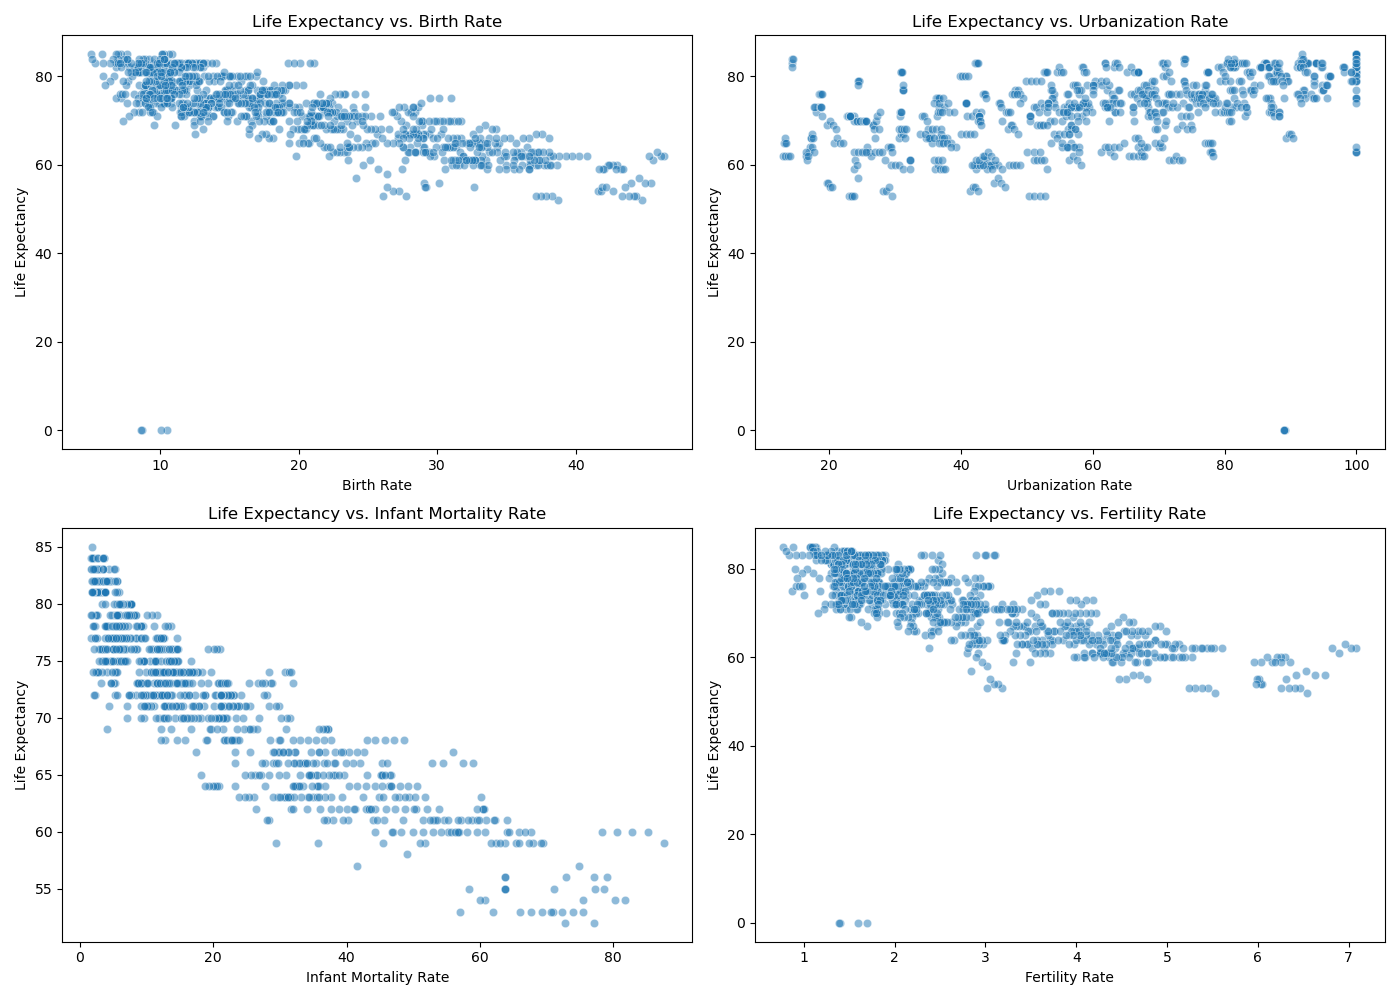 Life Expectancy vs. Birth Rate
Life Expectancy
80
60
40
20
0
10 20 30 40
Birth Rate
Life Expectancy vs. Urbanization Rate
Life Expectancy
80
60
40
20
0
20 40 60 80 100
Urbanization Rate
Life Expectancy vs. Infant Mortality Rate
Life Expectancy
85
80
75
70
65
60
55
0 20 40 60 80
Infant Mortality Rate
Life Expectancy vs. Fertility Rate
Life Expectancy
80
60
40
20
0
1 2 3 4 5 6 7
Fertility Rate